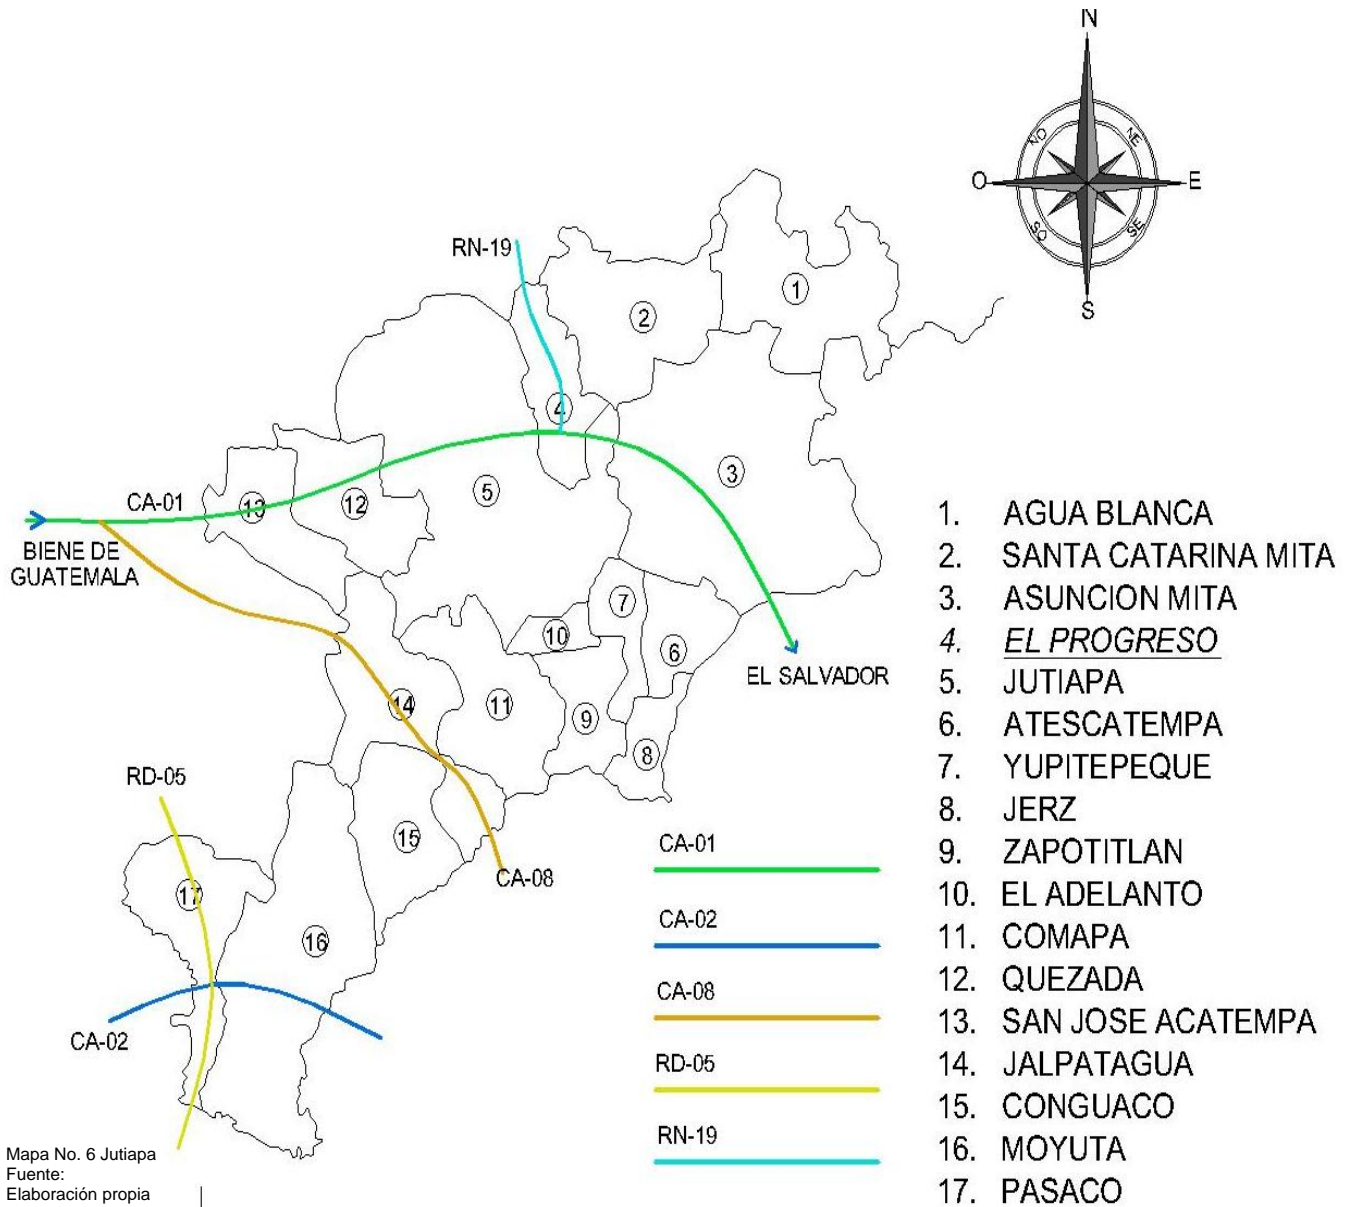 N
NO
NE
O
E
SO
SE
S
RN-19
1
2
4
3
CA-01
13
12
5
BIENE DE
GUATEMALA
7
10
6
EL SALVADOR
14
11
9
8
RD-05
15
CA-08
17
16
CA-02
CA-01
CA-02
CA-08
RD-05
RN-19
1. AGUA BLANCA
2. SANTA CATARINA MITA
3. ASUNCION MITA
4. EL PROGRESO
5. JUTIAPA
6. ATESCATEMPA
7. YUPITEPEQUE
8. JERZ
9. ZAPOTITLAN
10. EL ADELANTO
11. COMAPA
12. QUEZADA
13. SAN JOSE ACATEMPA
14. JALPATAGUA
15. CONGUACO
16. MOYUTA
17. PASACO
Mapa No. 6 Jutiapa
Fuente:
Elaboración propia